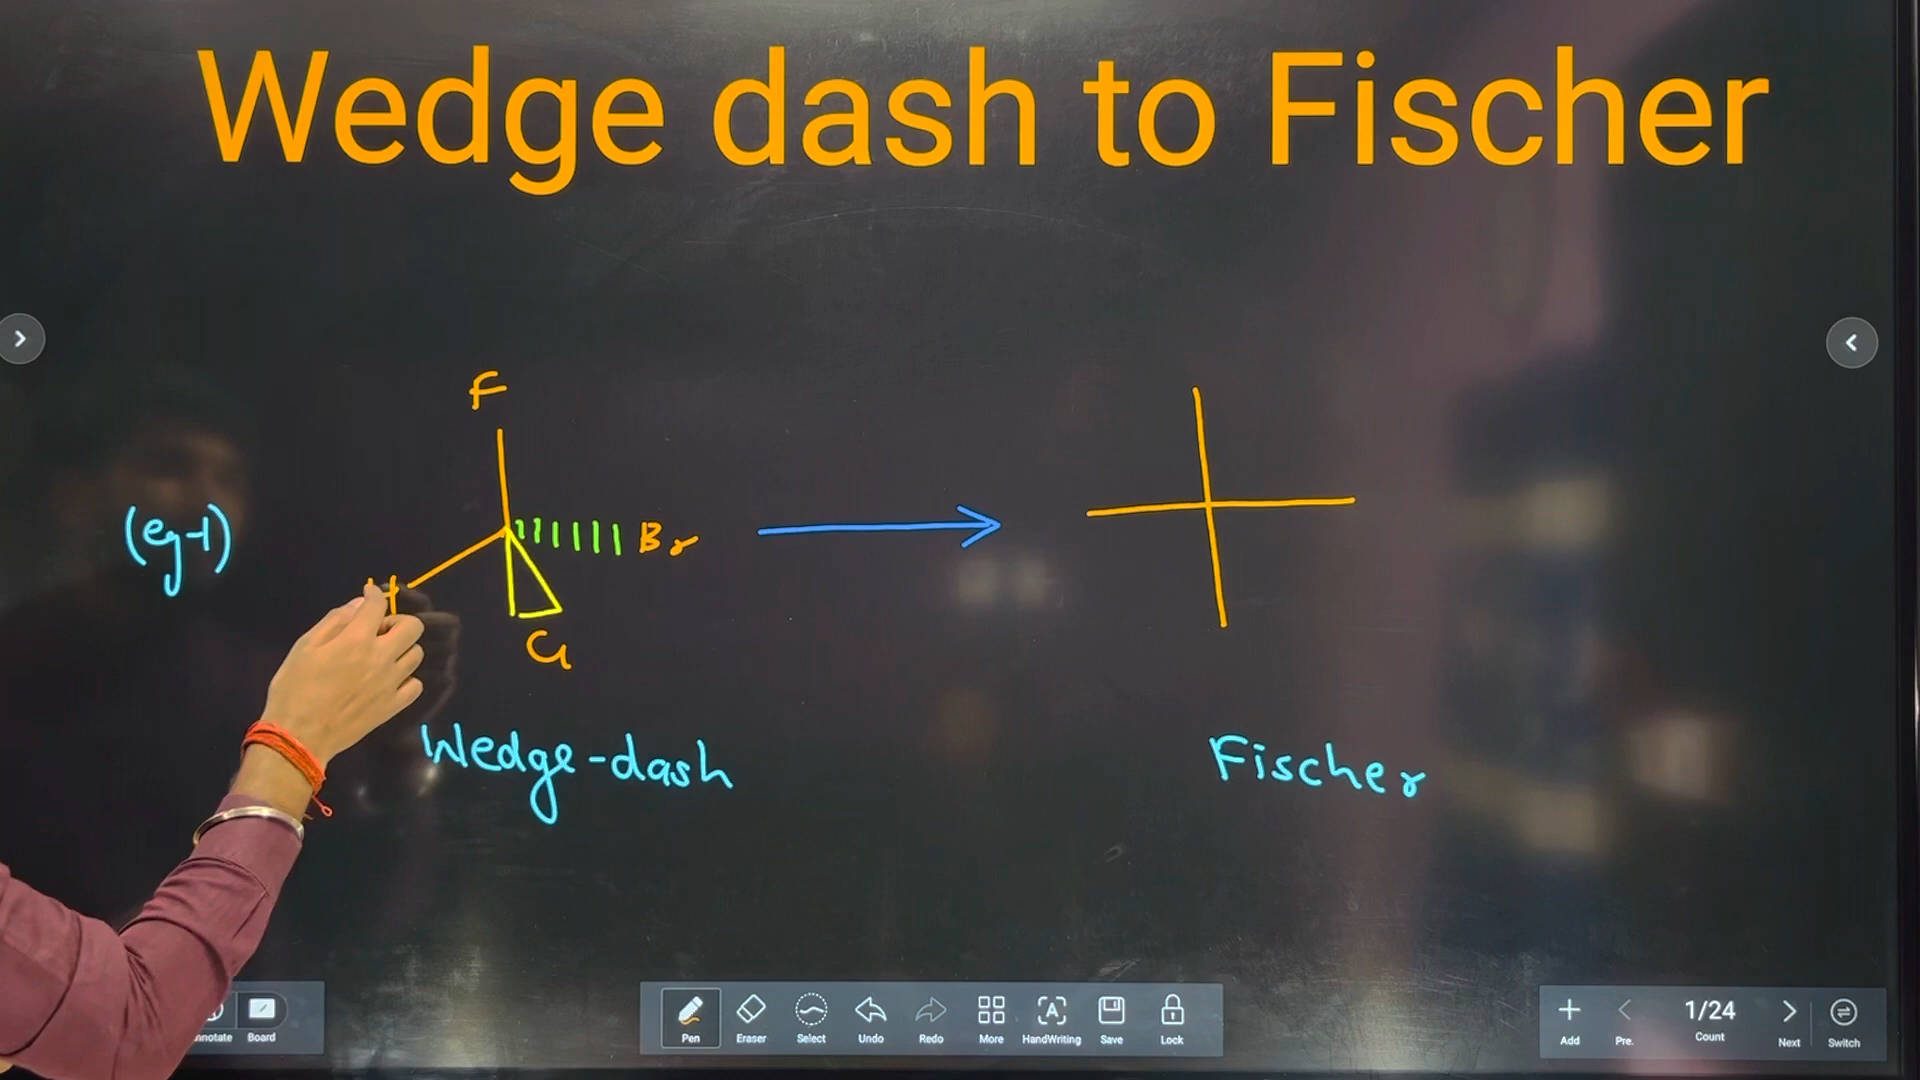 Wedge dash to Fischer
F
(eg-1)
Br
Cl
Wedge-dash
Fischer
Board
Pen
Eraser
Select
Undo
Redo
More
HandWriting
Save
Lock
Add
Pre.
1/24
Count
Next
Switch